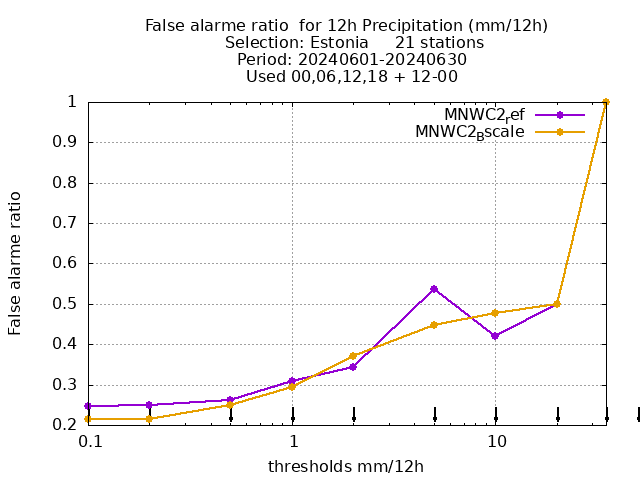 False alarme ratio  for 12h Precipitation (mm/12h)
Selection: Estonia     21 stations
Period: 20240601-20240630
Used 00,06,12,18 + 12-00
MNWC2ref
MNWC2Bscale
1
0.9
0.8
0.7
0.6
0.5
0.4
0.3
0.2
False alarme ratio
0.1 1 10
thresholds mm/12h